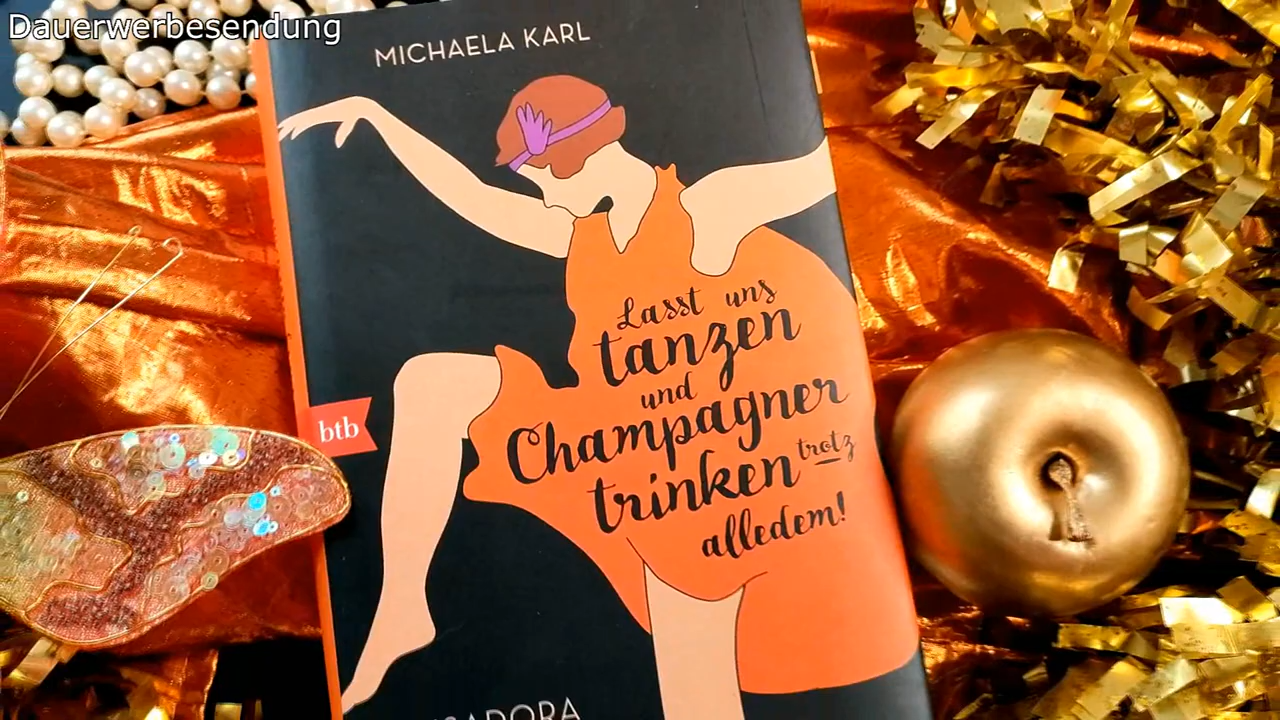 Dauerwerbesendung
MICHAELA KARL
Lasst uns
tanzen
und
Champagner
trinken trotz
alledem!
btb